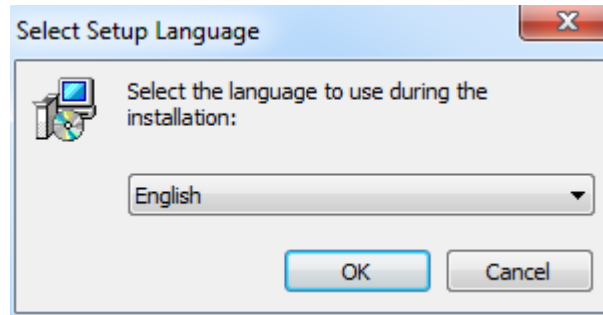 Select Setup Language
Select the language to use during the
installation:
English
OK
Cancel